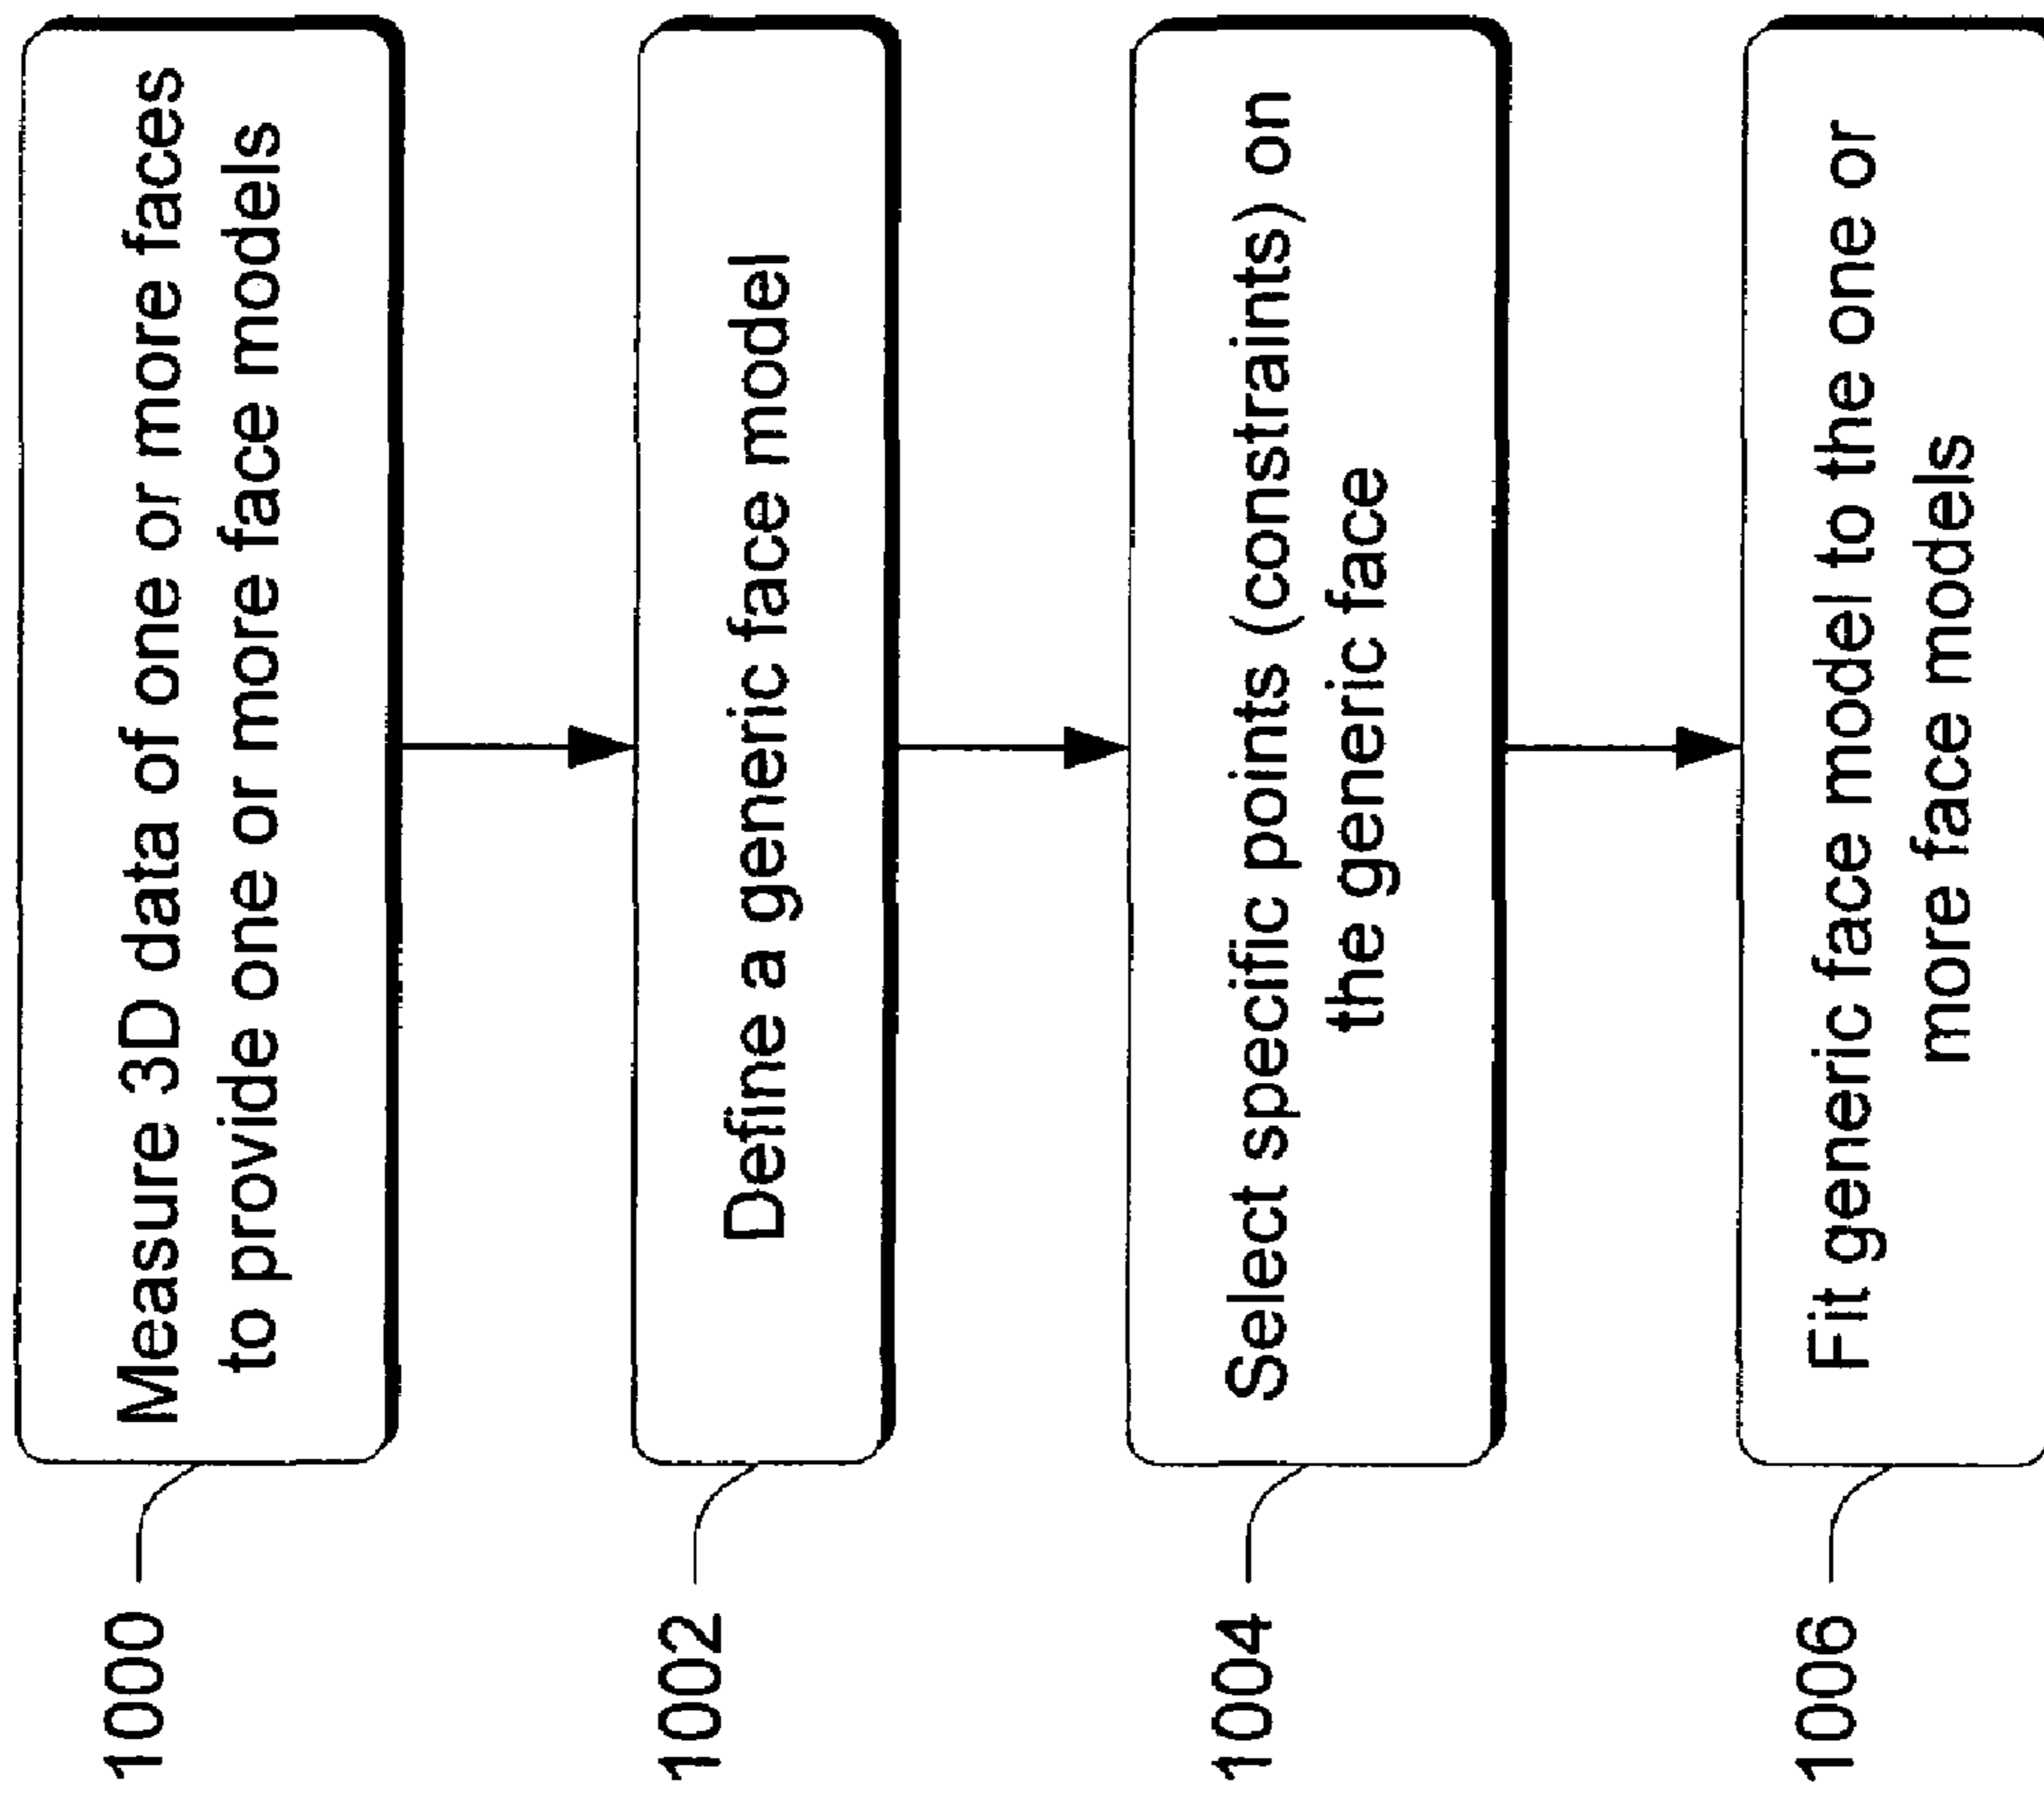 1000
Measure 3D data of one or more faces
to provide one or more face models
1002
Define a generic face model
1004
Select specific points (constraints) on
the generic face
1006
Fit generic face model to the one or
more face models